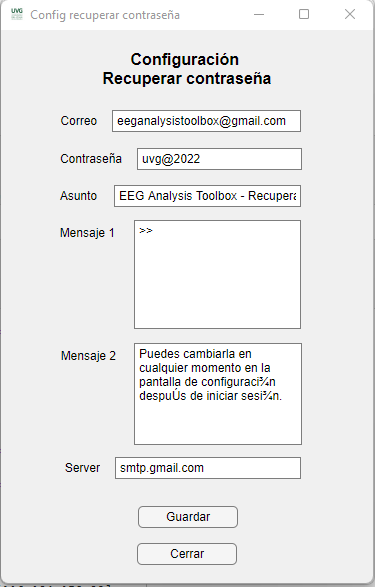 UVG Config recuperar contraseña
Configuración
Recuperar contraseña
Correo eeganalysistoolbox@gmail.com
Contraseña uvg@2022
Asunto EEG Analysis Toolbox - Recupera
Mensaje 1 >>
Mensaje 2 Puedes cambiarla en
cualquier momento en la
pantalla de configuraci¾n
despuÚs de iniciar sesi¾n.
Server smtp.gmail.com
Guardar
Cerrar